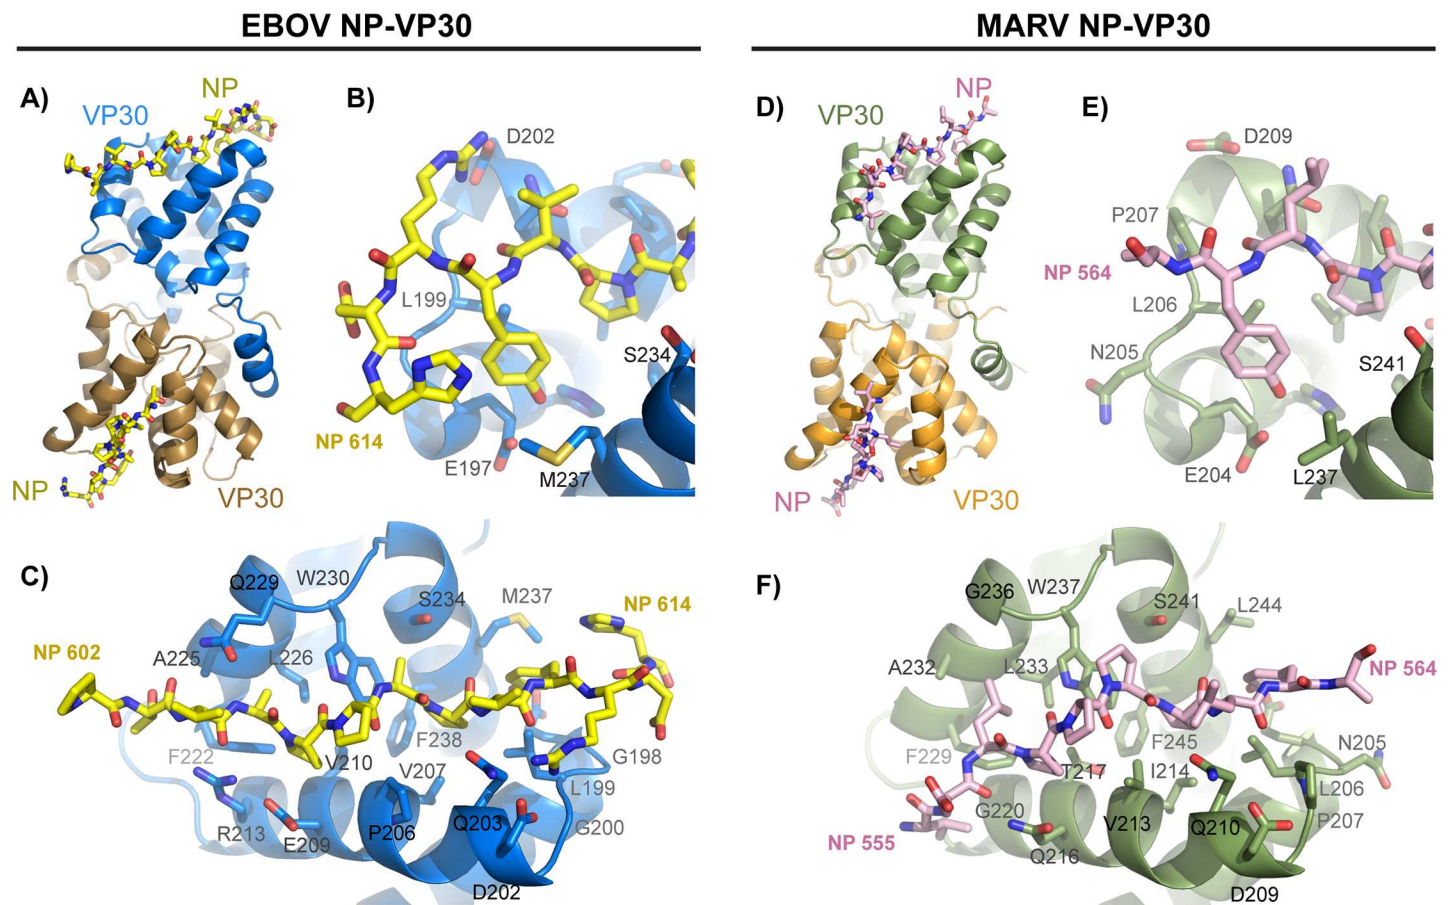 EBOV NP-VP30
MARV NP-VP30
A)
VP30
NP
NP
VP30
B)
D202
L199
S234
NP 614
E197
M237
D)
VP30
NP
NP
VP30
E)
D209
P207
NP 564
L206
N205
S241
E204
L237
C)
Q229
W230
S234
M237
NP 614
NP 602
A225
L226
F222
V210
F238
V207
G198
L199
R213
E209
P206
Q203
G200
D202
F)
G236
W237
S241
L244
NP 564
A232
L233
F229
T217
F245
I214
N205
L206
G220
V213
Q210
P207
NP 555
Q216
D209